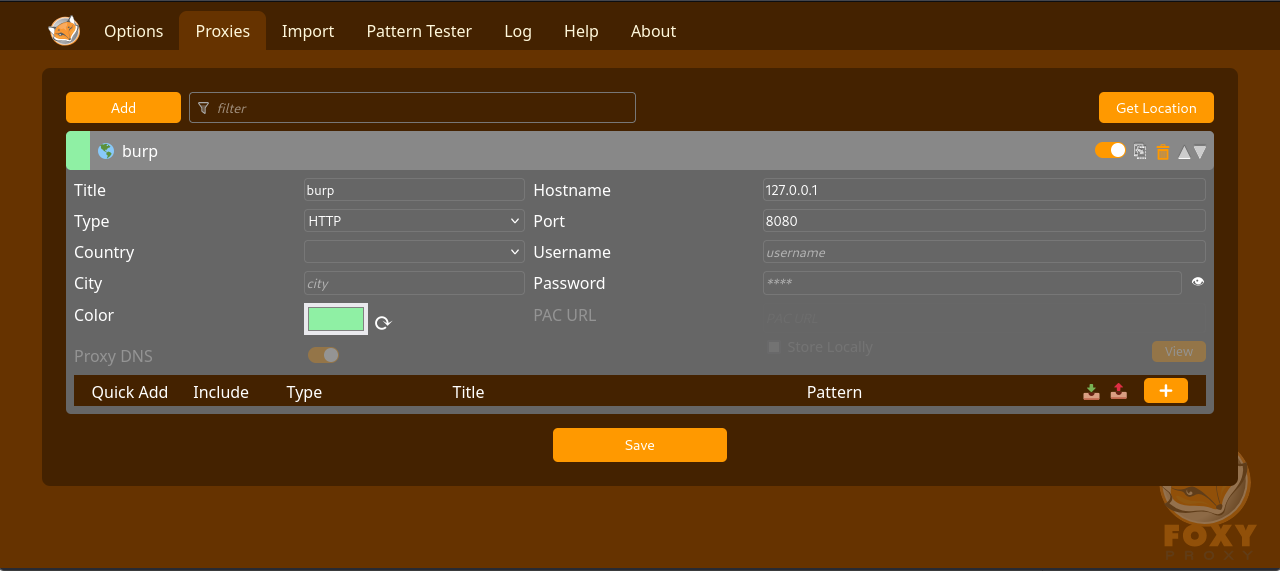 Options Proxies Import Pattern Tester Log Help About
Add filter Get Location
burp
Title burp Hostname 127.0.0.1
Type HTTP Port 8080
Country Username username
City city Password ****
Color PAC URL PAC URL
Store Locally View
Proxy DNS
Quick Add Include Type Title Pattern +
Save
FOXY
PROXY